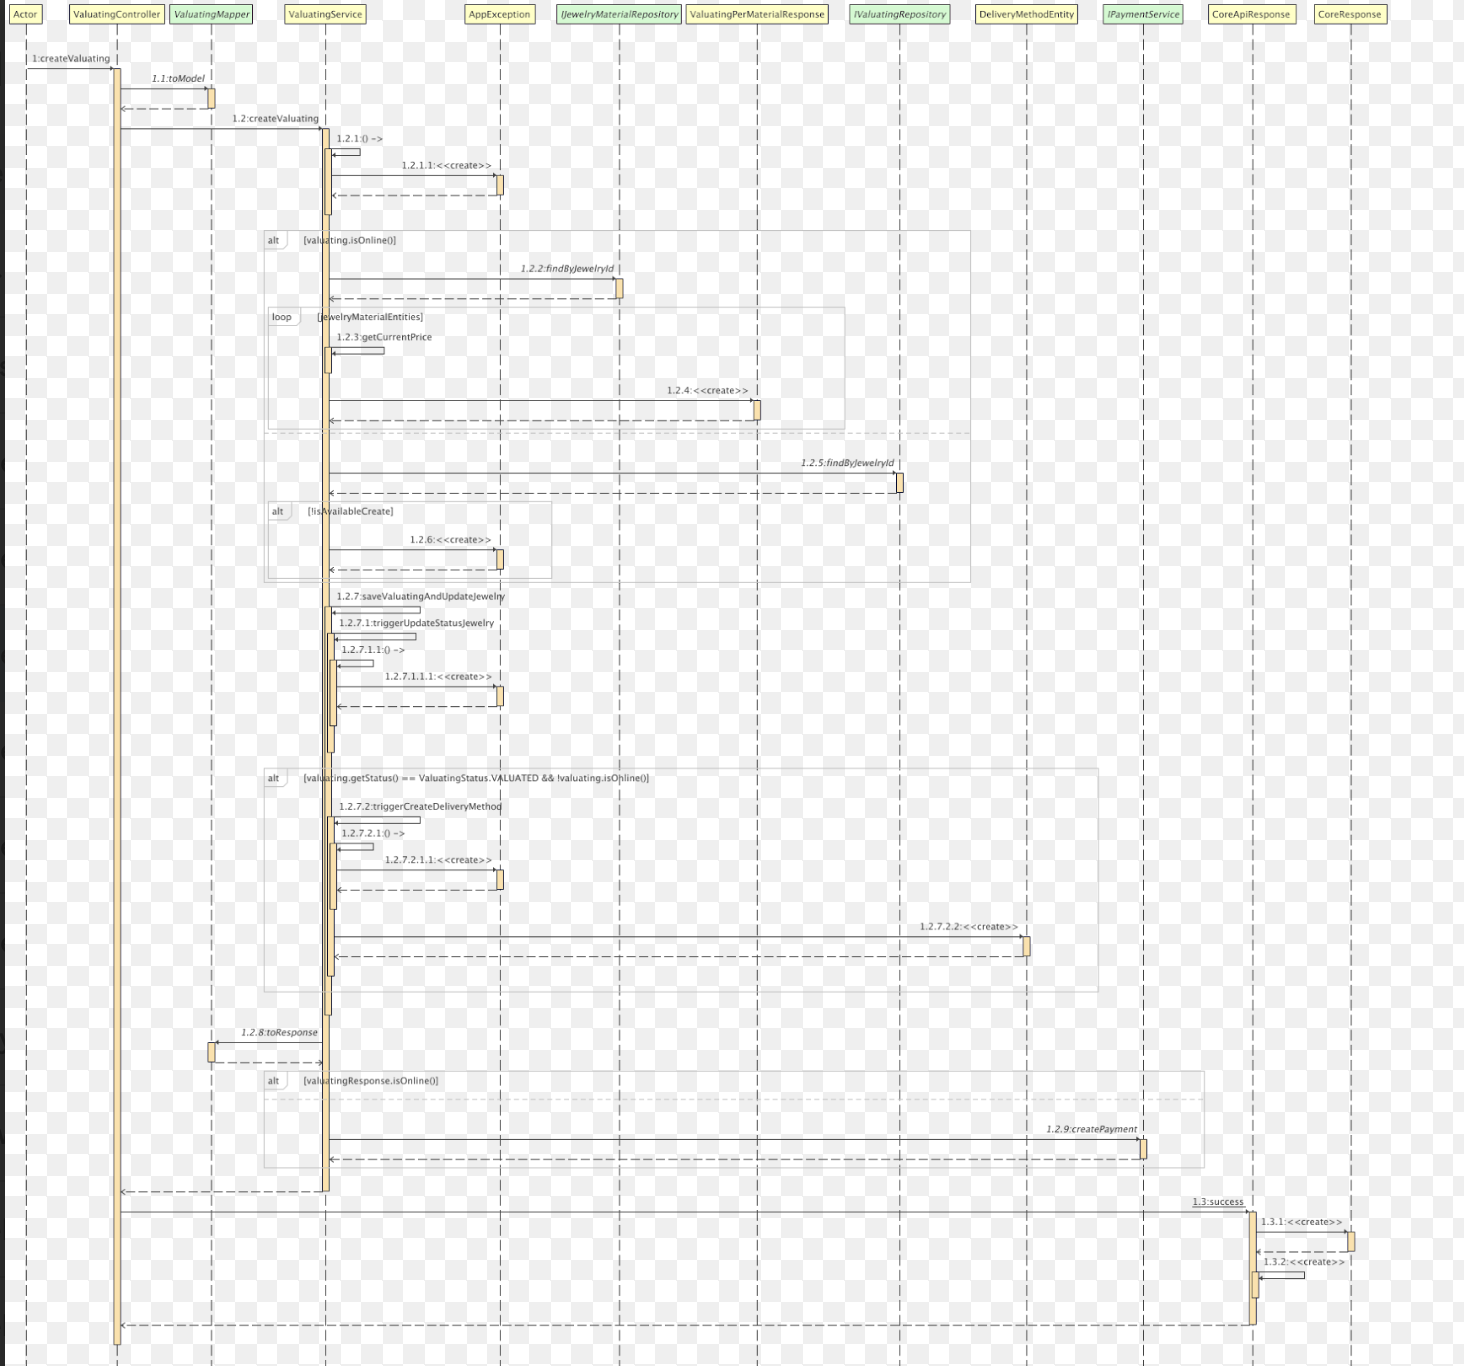 Actor
ValuatingController
ValuatingMapper
ValuatingService
AppException
IJewelryMaterialRepository
ValuatingPerMaterialResponse
IValuatingRepository
DeliveryMethodEntity
IPaymentService
CoreApiResponse
CoreResponse
1:createValuating
1.1:toModel
1.2:createValuating
1.2.1:() ->
1.2.1.1:<<create>>
alt [valuating.isOnline()]
1.2.2:findByJewelryId
loop [jewelryMaterialEntities]
1.2.3:getCurrentPrice
1.2.4:<<create>>
1.2.5:findByJewelryId
alt [!isAvailableCreate]
1.2.6:<<create>>
1.2.7:saveValuatingAndUpdateJewelry
1.2.7.1:triggerUpdateStatusJewelry
1.2.7.1.1:() ->
1.2.7.1.1.1:<<create>>
alt [valuating.getStatus() == ValuatingStatus.VALUATED && !valuating.isOnline()]
1.2.7.2:triggerCreateDeliveryMethod
1.2.7.2.1:() ->
1.2.7.2.1.1:<<create>>
1.2.7.2.2:<<create>>
1.2.8:toResponse
alt [valuatingResponse.isOnline()]
1.2.9:createPayment
1.3:success
1.3.1:<<create>>
1.3.2:<<create>>